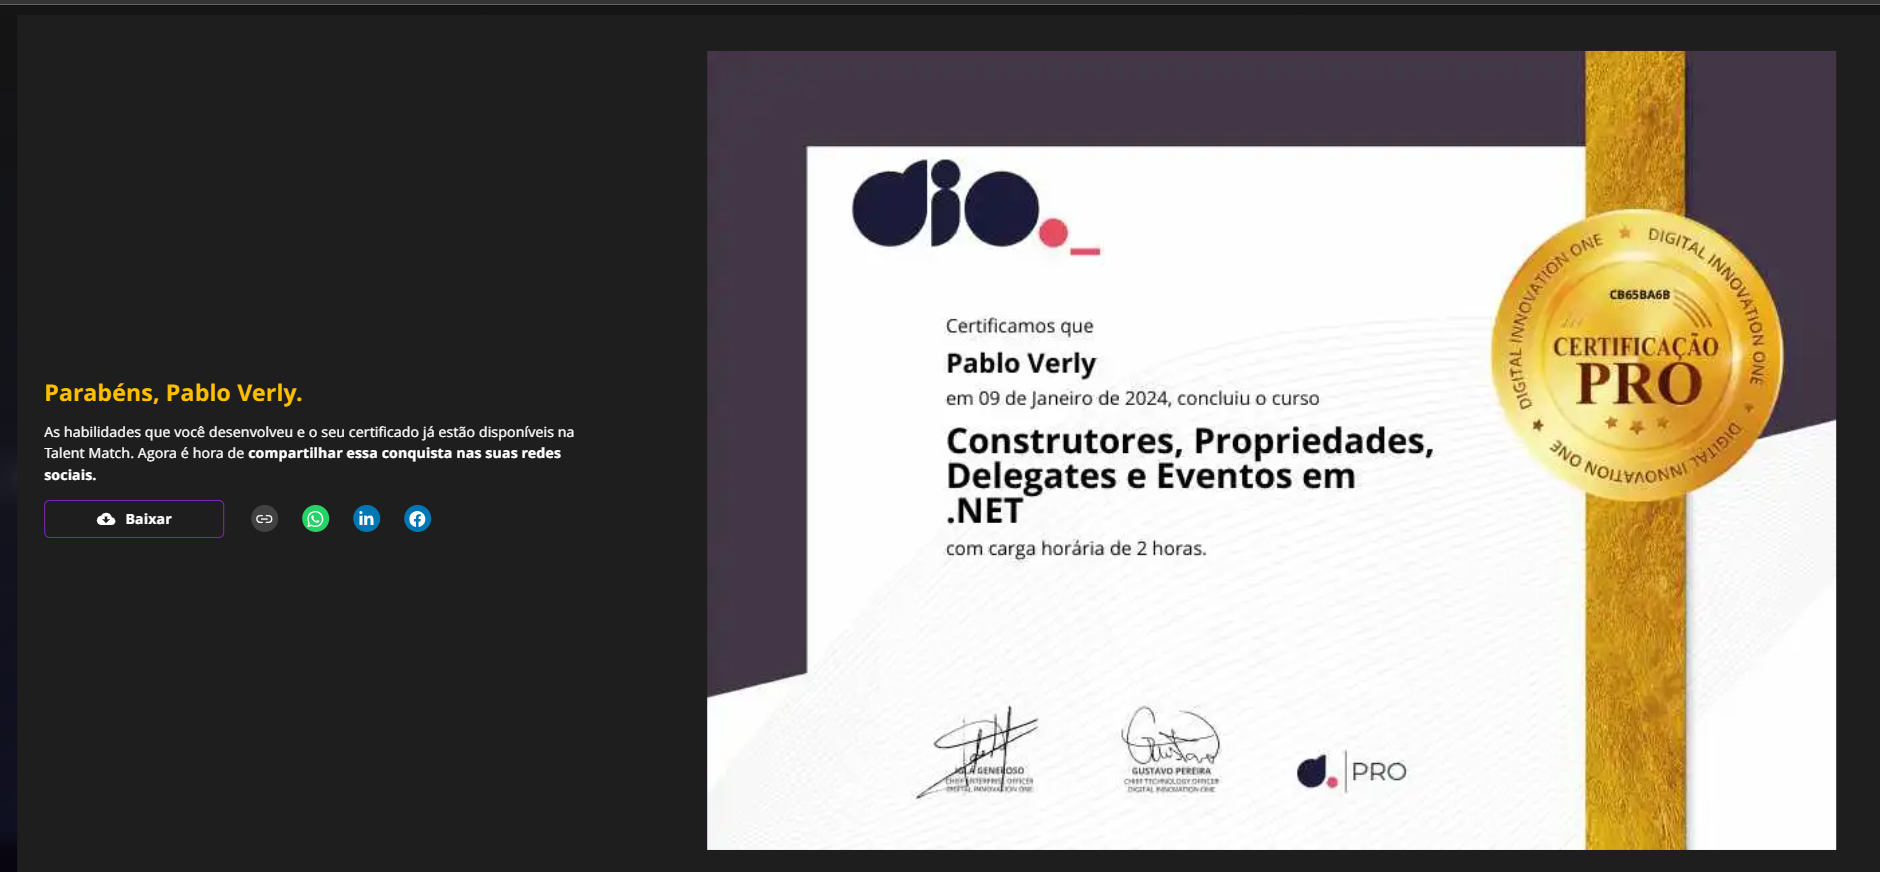 Parabéns, Pablo Verly.
As habilidades que você desenvolveu e o seu certificado já estão disponíveis na
Talent Match. Agora é hora de compartilhar essa conquista nas suas redes
sociais.
Baixar
in
dio._
Certificamos que
Pablo Verly
em 09 de Janeiro de 2024, concluiu o curso
Construtores, Propriedades,
Delegates e Eventos em
.NET
com carga horária de 2 horas.
DIGITAL INNOVATION ONE ★ DIGITAL INNOVATION ONE ★ DIGITAL INNOVATION ONE ★
CB65BA6B
CERTIFICAÇÃO
PRO
IGLÁ GENEROSO
CHIEF ENTERPRISE OFFICER
DIGITAL INNOVATION ONE
GUSTAVO PEREIRA
CHIEF TECHNOLOGY OFFICER
DIGITAL INNOVATION ONE
d. PRO